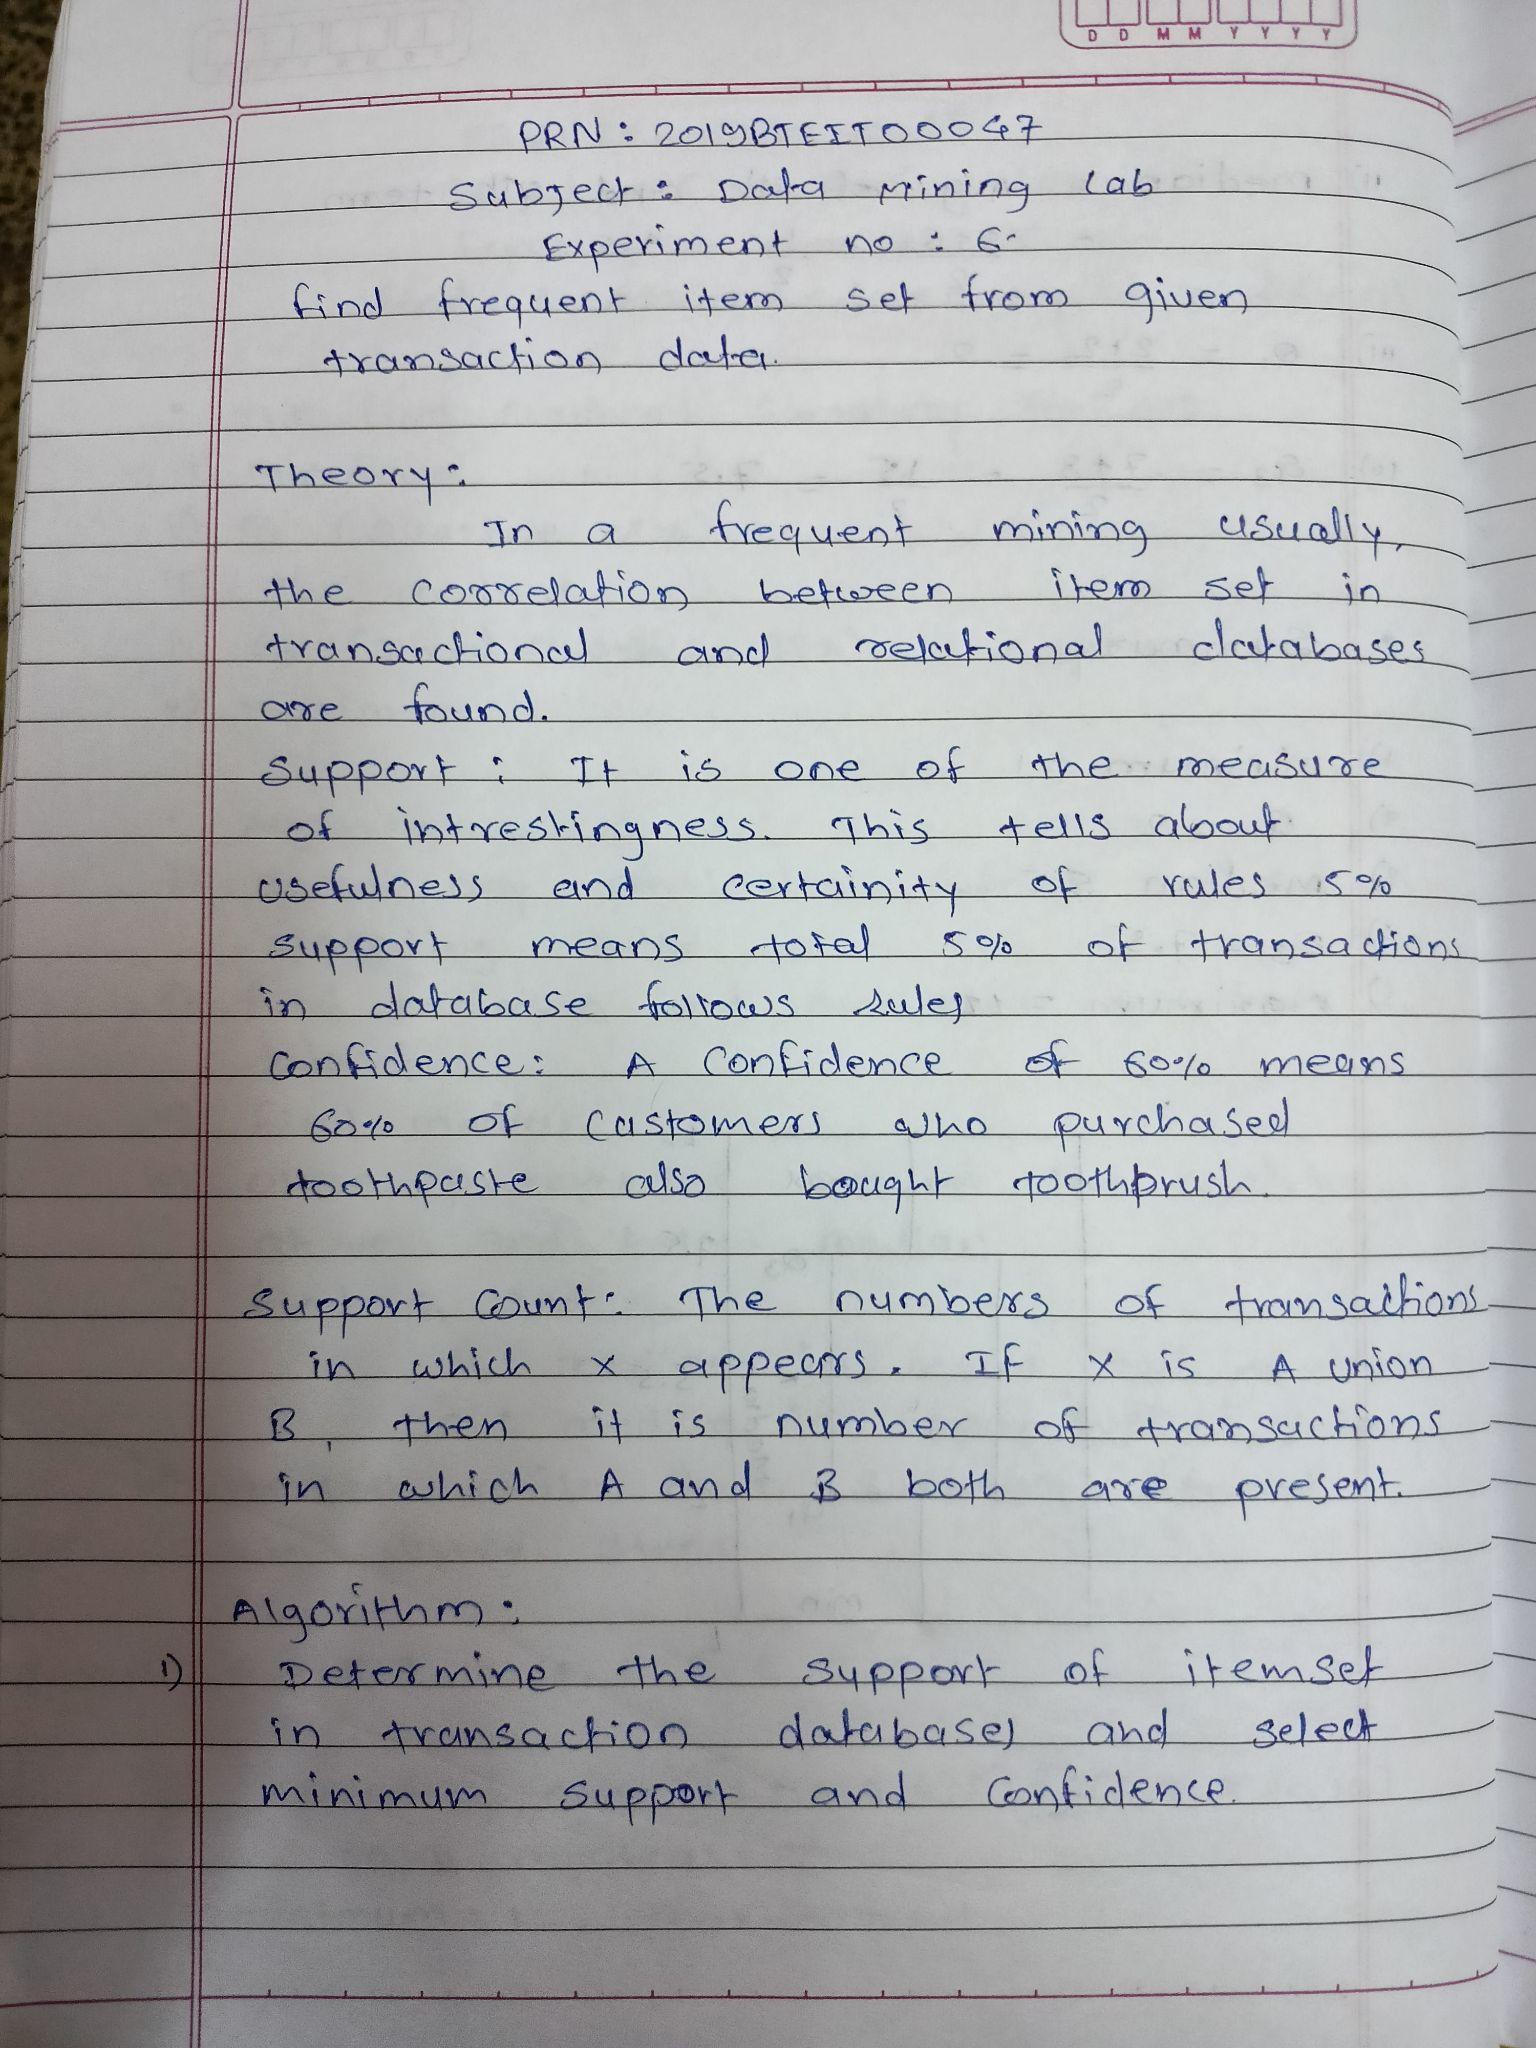 D D M M Y Y Y Y
PRN : 2019BTEIT00047
Subject : Data Mining Lab
Experiment no : 6
find frequent item set from given
transaction data.
Theory :
In a frequent mining usually,
the correlation between item set in
transactional and relational databases
are found.
Support : It is one of the measure
of intrestingness. This tells about
usefulness and certainity of rules 5%
support means total 5% of transactions
in database follows rules
Confidence : A Confidence of 60% means
60% of customers who purchased
toothpaste also bought toothbrush.
Support Count : The numbers of transactions
in which x appears. If x is A union
B, then it is number of transactions
in which A and B both are present.
Algorithm :
1) Determine the support of itemset
in transaction databases and select
minimum support and Confidence.